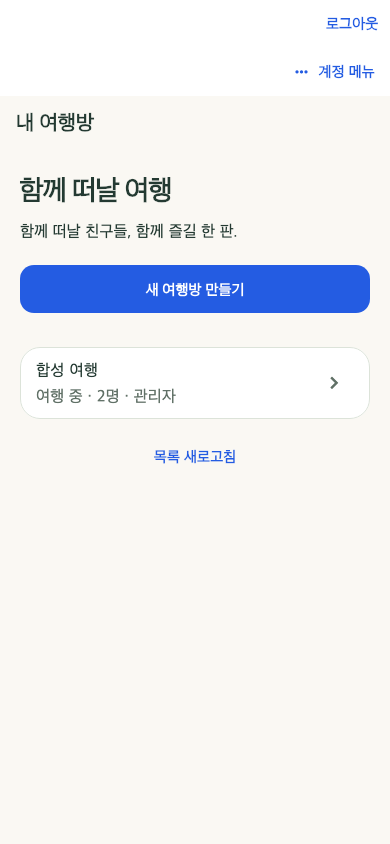 로그아웃
••• 계정 메뉴
내 여행방
함께 떠날 여행
함께 떠날 친구들, 함께 즐길 한 판.
새 여행방 만들기
합성 여행
여행 중 · 2명 · 관리자
목록 새로고침